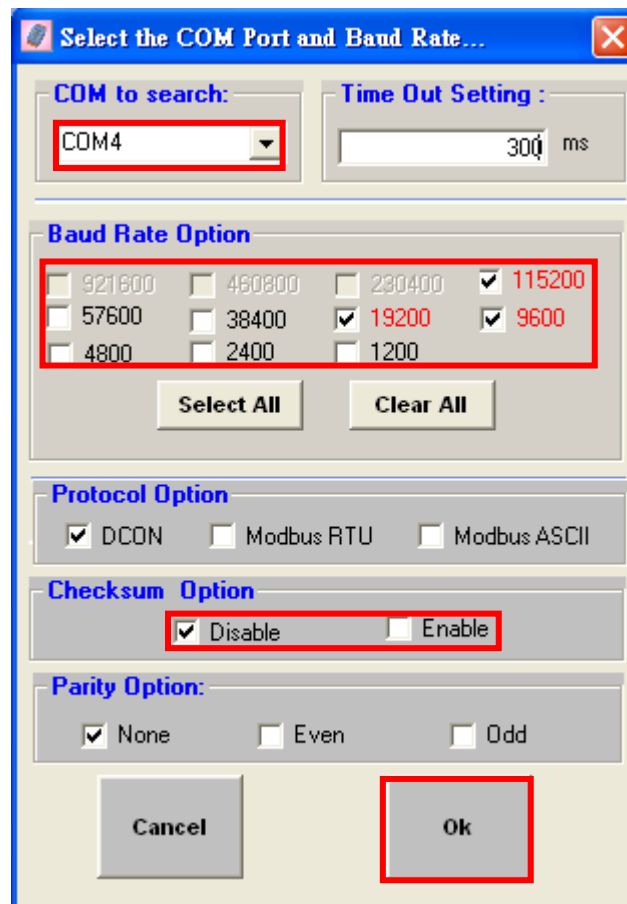 Select the COM Port and Baud Rate...
COM to search: Time Out Setting :
COM4 300 ms
Baud Rate Option
921600 460800 230400 115200
57600 38400 19200 9600
4800 2400 1200
Select All Clear All
Protocol Option
DCON Modbus RTU Modbus ASCII
Checksum Option
Disable Enable
Parity Option:
None Even Odd
Cancel Ok